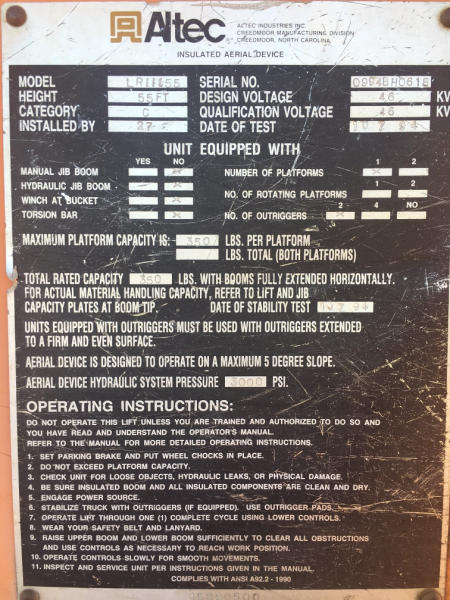 Altec
ALTEC INDUSTRIES INC.
CREEDMOOR MANUFACTURING DIVISION
CREEDMOOR, NORTH CAROLINA
INSULATED AERIAL DEVICE
MODEL LRIII55 SERIAL NO.
HEIGHT 55FT DESIGN VOLTAGE 46 KV
CATEGORY C QUALIFICATION VOLTAGE 46 KV
INSTALLED BY 27 DATE OF TEST 10 7 94
UNIT EQUIPPED WITH
YES NO 1 2
MANUAL JIB BOOM X NUMBER OF PLATFORMS X
HYDRAULIC JIB BOOM X 1 2
WINCH AT BUCKET X NO. OF ROTATING PLATFORMS
2 4 NO
TORSION BAR X NO. OF OUTRIGGERS X
MAXIMUM PLATFORM CAPACITY IS: 350 LBS. PER PLATFORM
LBS. TOTAL (BOTH PLATFORMS)
TOTAL RATED CAPACITY 350 LBS. WITH BOOMS FULLY EXTENDED HORIZONTALLY.
FOR ACTUAL MATERIAL HANDLING CAPACITY, REFER TO LIFT AND JIB
CAPACITY PLATES AT BOOM TIP. DATE OF STABILITY TEST 10 7 94
UNITS EQUIPPED WITH OUTRIGGERS MUST BE USED WITH OUTRIGGERS EXTENDED
TO A FIRM AND EVEN SURFACE.
AERIAL DEVICE IS DESIGNED TO OPERATE ON A MAXIMUM 5 DEGREE SLOPE.
AERIAL DEVICE HYDRAULIC SYSTEM PRESSURE 3000 PSI.
OPERATING INSTRUCTIONS:
DO NOT OPERATE THIS LIFT UNLESS YOU ARE TRAINED AND AUTHORIZED TO DO SO AND
YOU HAVE READ AND UNDERSTAND THE OPERATOR'S MANUAL.
REFER TO THE MANUAL FOR MORE DETAILED OPERATING INSTRUCTIONS.
1. SET PARKING BRAKE AND PUT WHEEL CHOCKS IN PLACE.
2. DO NOT EXCEED PLATFORM CAPACITY.
3. CHECK UNIT FOR LOOSE OBJECTS, HYDRAULIC LEAKS, OR PHYSICAL DAMAGE.
4. BE SURE INSULATED BOOM AND ALL INSULATED COMPONENTS ARE CLEAN AND DRY.
5. ENGAGE POWER SOURCE.
6. STABILIZE TRUCK WITH OUTRIGGERS (IF EQUIPPED). USE OUTRIGGER PADS.
7. OPERATE LIFT THROUGH ONE (1) COMPLETE CYCLE USING LOWER CONTROLS.
8. WEAR YOUR SAFETY BELT AND LANYARD.
9. RAISE UPPER BOOM AND LOWER BOOM SUFFICIENTLY TO CLEAR ALL OBSTRUCTIONS
AND USE CONTROLS AS NECESSARY TO REACH WORK POSITION.
10. OPERATE CONTROLS SLOWLY FOR SMOOTH MOVEMENTS.
11. INSPECT AND SERVICE UNIT PER INSTRUCTIONS GIVEN IN THE MANUAL.
COMPLIES WITH ANSI A92.2 - 1990